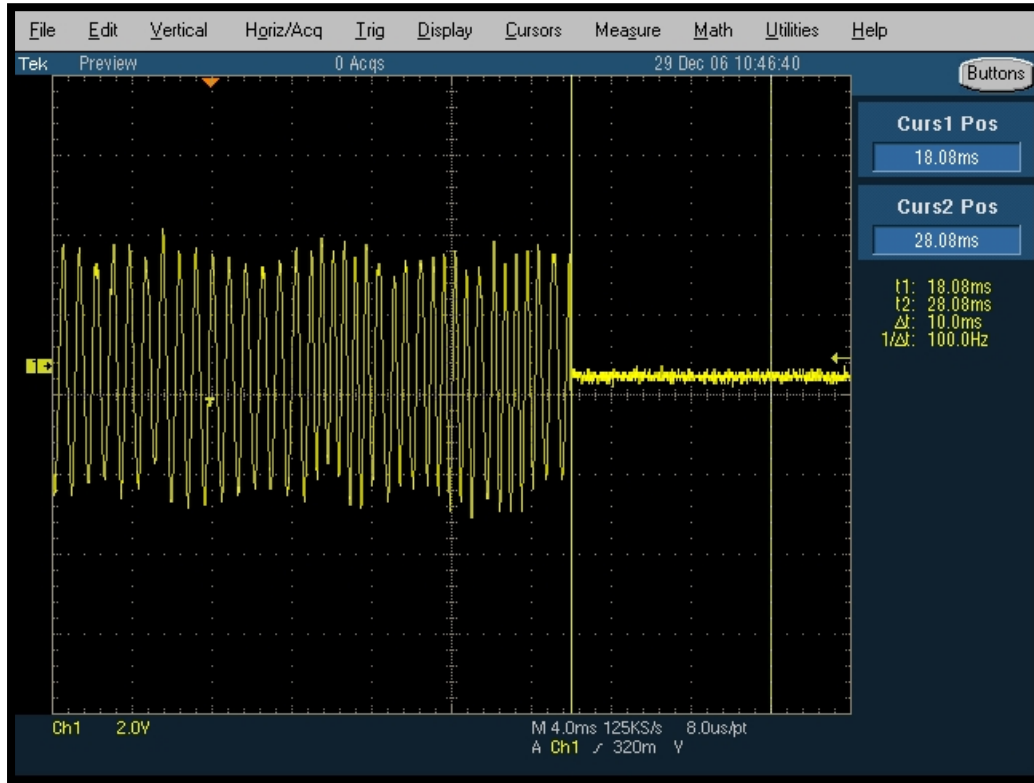 File Edit Vertical Horiz/Acq Trig Display Cursors Measure Math Utilities Help
Tek Preview 0 Acqs 29 Dec 06 10:46:40
Buttons
Curs1 Pos
18.08ms
Curs2 Pos
28.08ms
t1: 18.08ms
t2: 28.08ms
Δt: 10.0ms
1/Δt: 100.0Hz
1
T
Ch1 2.0V M 4.0ms 125KS/s 8.0us/pt
A Ch1 / 320m V